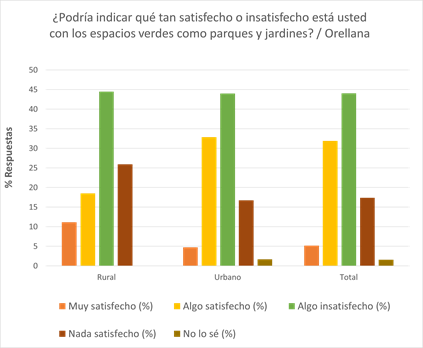 ¿Podría indicar qué tan satisfecho o insatisfecho está usted
con los espacios verdes como parques y jardines? / Orellana
% Respuestas
50
45
40
35
30
25
20
15
10
5
0
Rural Urbano Total
Muy satisfecho (%) Algo satisfecho (%) Algo insatisfecho (%)
Nada satisfecho (%) No lo sé (%)